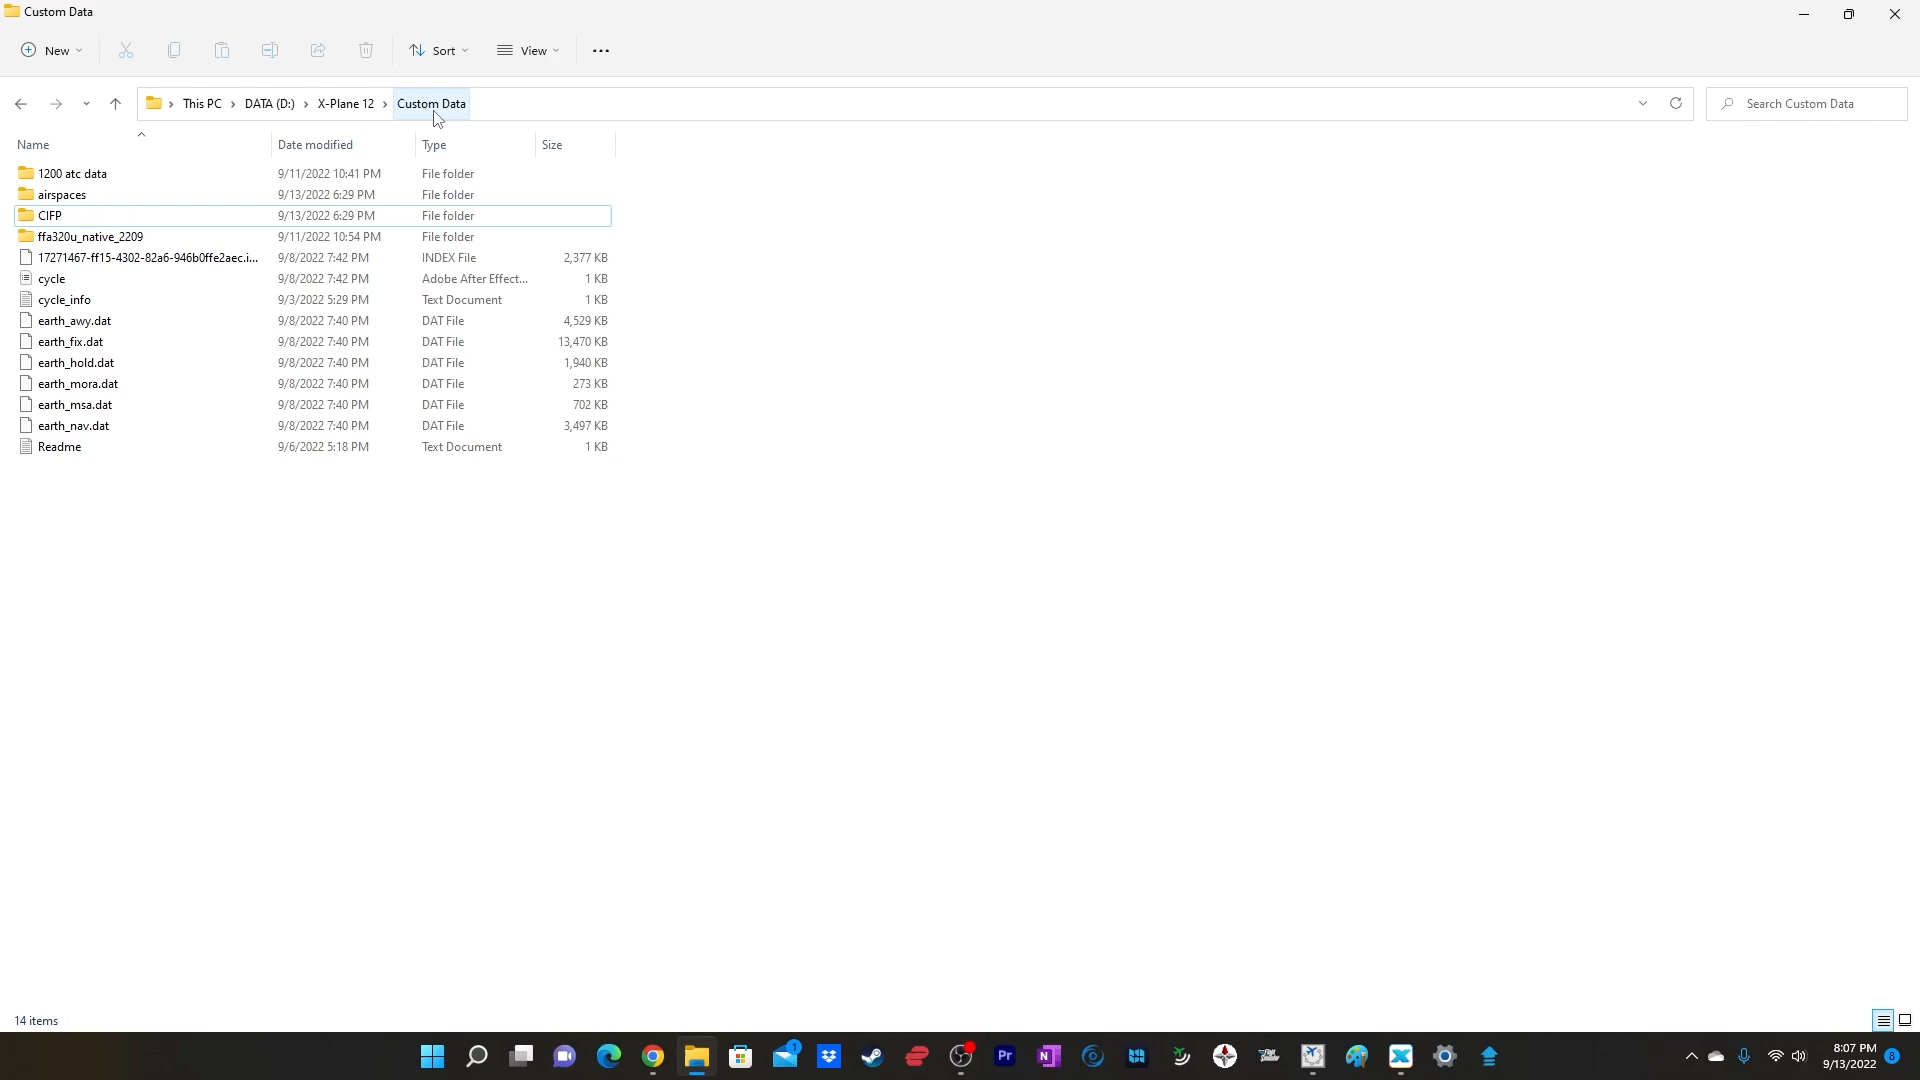 Custom Data
New Sort View
This PC DATA (D:) X-Plane 12 Custom Data Search Custom Data
Name Date modified Type Size
1200 atc data 9/11/2022 10:41 PM File folder
airspaces 9/13/2022 6:29 PM File folder
CIFP 9/13/2022 6:29 PM File folder
ffa320u_native_2209 9/11/2022 10:54 PM File folder
17271467-ff15-4302-82a6-946b0ffe2aec.i... 9/8/2022 7:42 PM INDEX File 2,377 KB
cycle 9/8/2022 7:42 PM Adobe After Effect... 1 KB
cycle_info 9/3/2022 5:29 PM Text Document 1 KB
earth_awy.dat 9/8/2022 7:40 PM DAT File 4,529 KB
earth_fix.dat 9/8/2022 7:40 PM DAT File 13,470 KB
earth_hold.dat 9/8/2022 7:40 PM DAT File 1,940 KB
earth_mora.dat 9/8/2022 7:40 PM DAT File 273 KB
earth_msa.dat 9/8/2022 7:40 PM DAT File 702 KB
earth_nav.dat 9/8/2022 7:40 PM DAT File 3,497 KB
Readme 9/6/2022 5:18 PM Text Document 1 KB
14 items
1 Pr N 8:07 PM
9/13/2022 8